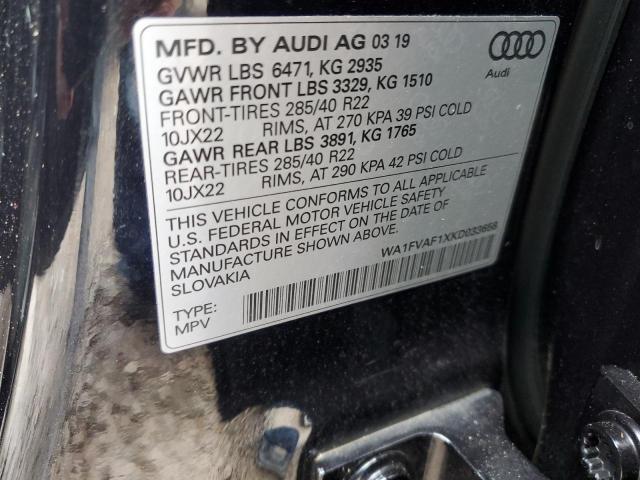 MFD. BY AUDI AG 03 19
GVWR LBS 6471, KG 2935
GAWR FRONT LBS 3329, KG 1510
FRONT-TIRES 285/40 R22
10JX22 RIMS, AT 270 KPA 39 PSI COLD
GAWR REAR LBS 3891, KG 1765
REAR-TIRES 285/40 R22
10JX22 RIMS, AT 290 KPA 42 PSI COLD
Audi
THIS VEHICLE CONFORMS TO ALL APPLICABLE
U.S. FEDERAL MOTOR VEHICLE SAFETY
STANDARDS IN EFFECT ON THE DATE OF
MANUFACTURE SHOWN ABOVE.
SLOVAKIA
WA1FVAF1XKD033658
TYPE:
MPV